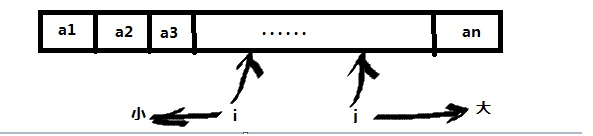 a1 a2 a3 ...... an
小 i j 大